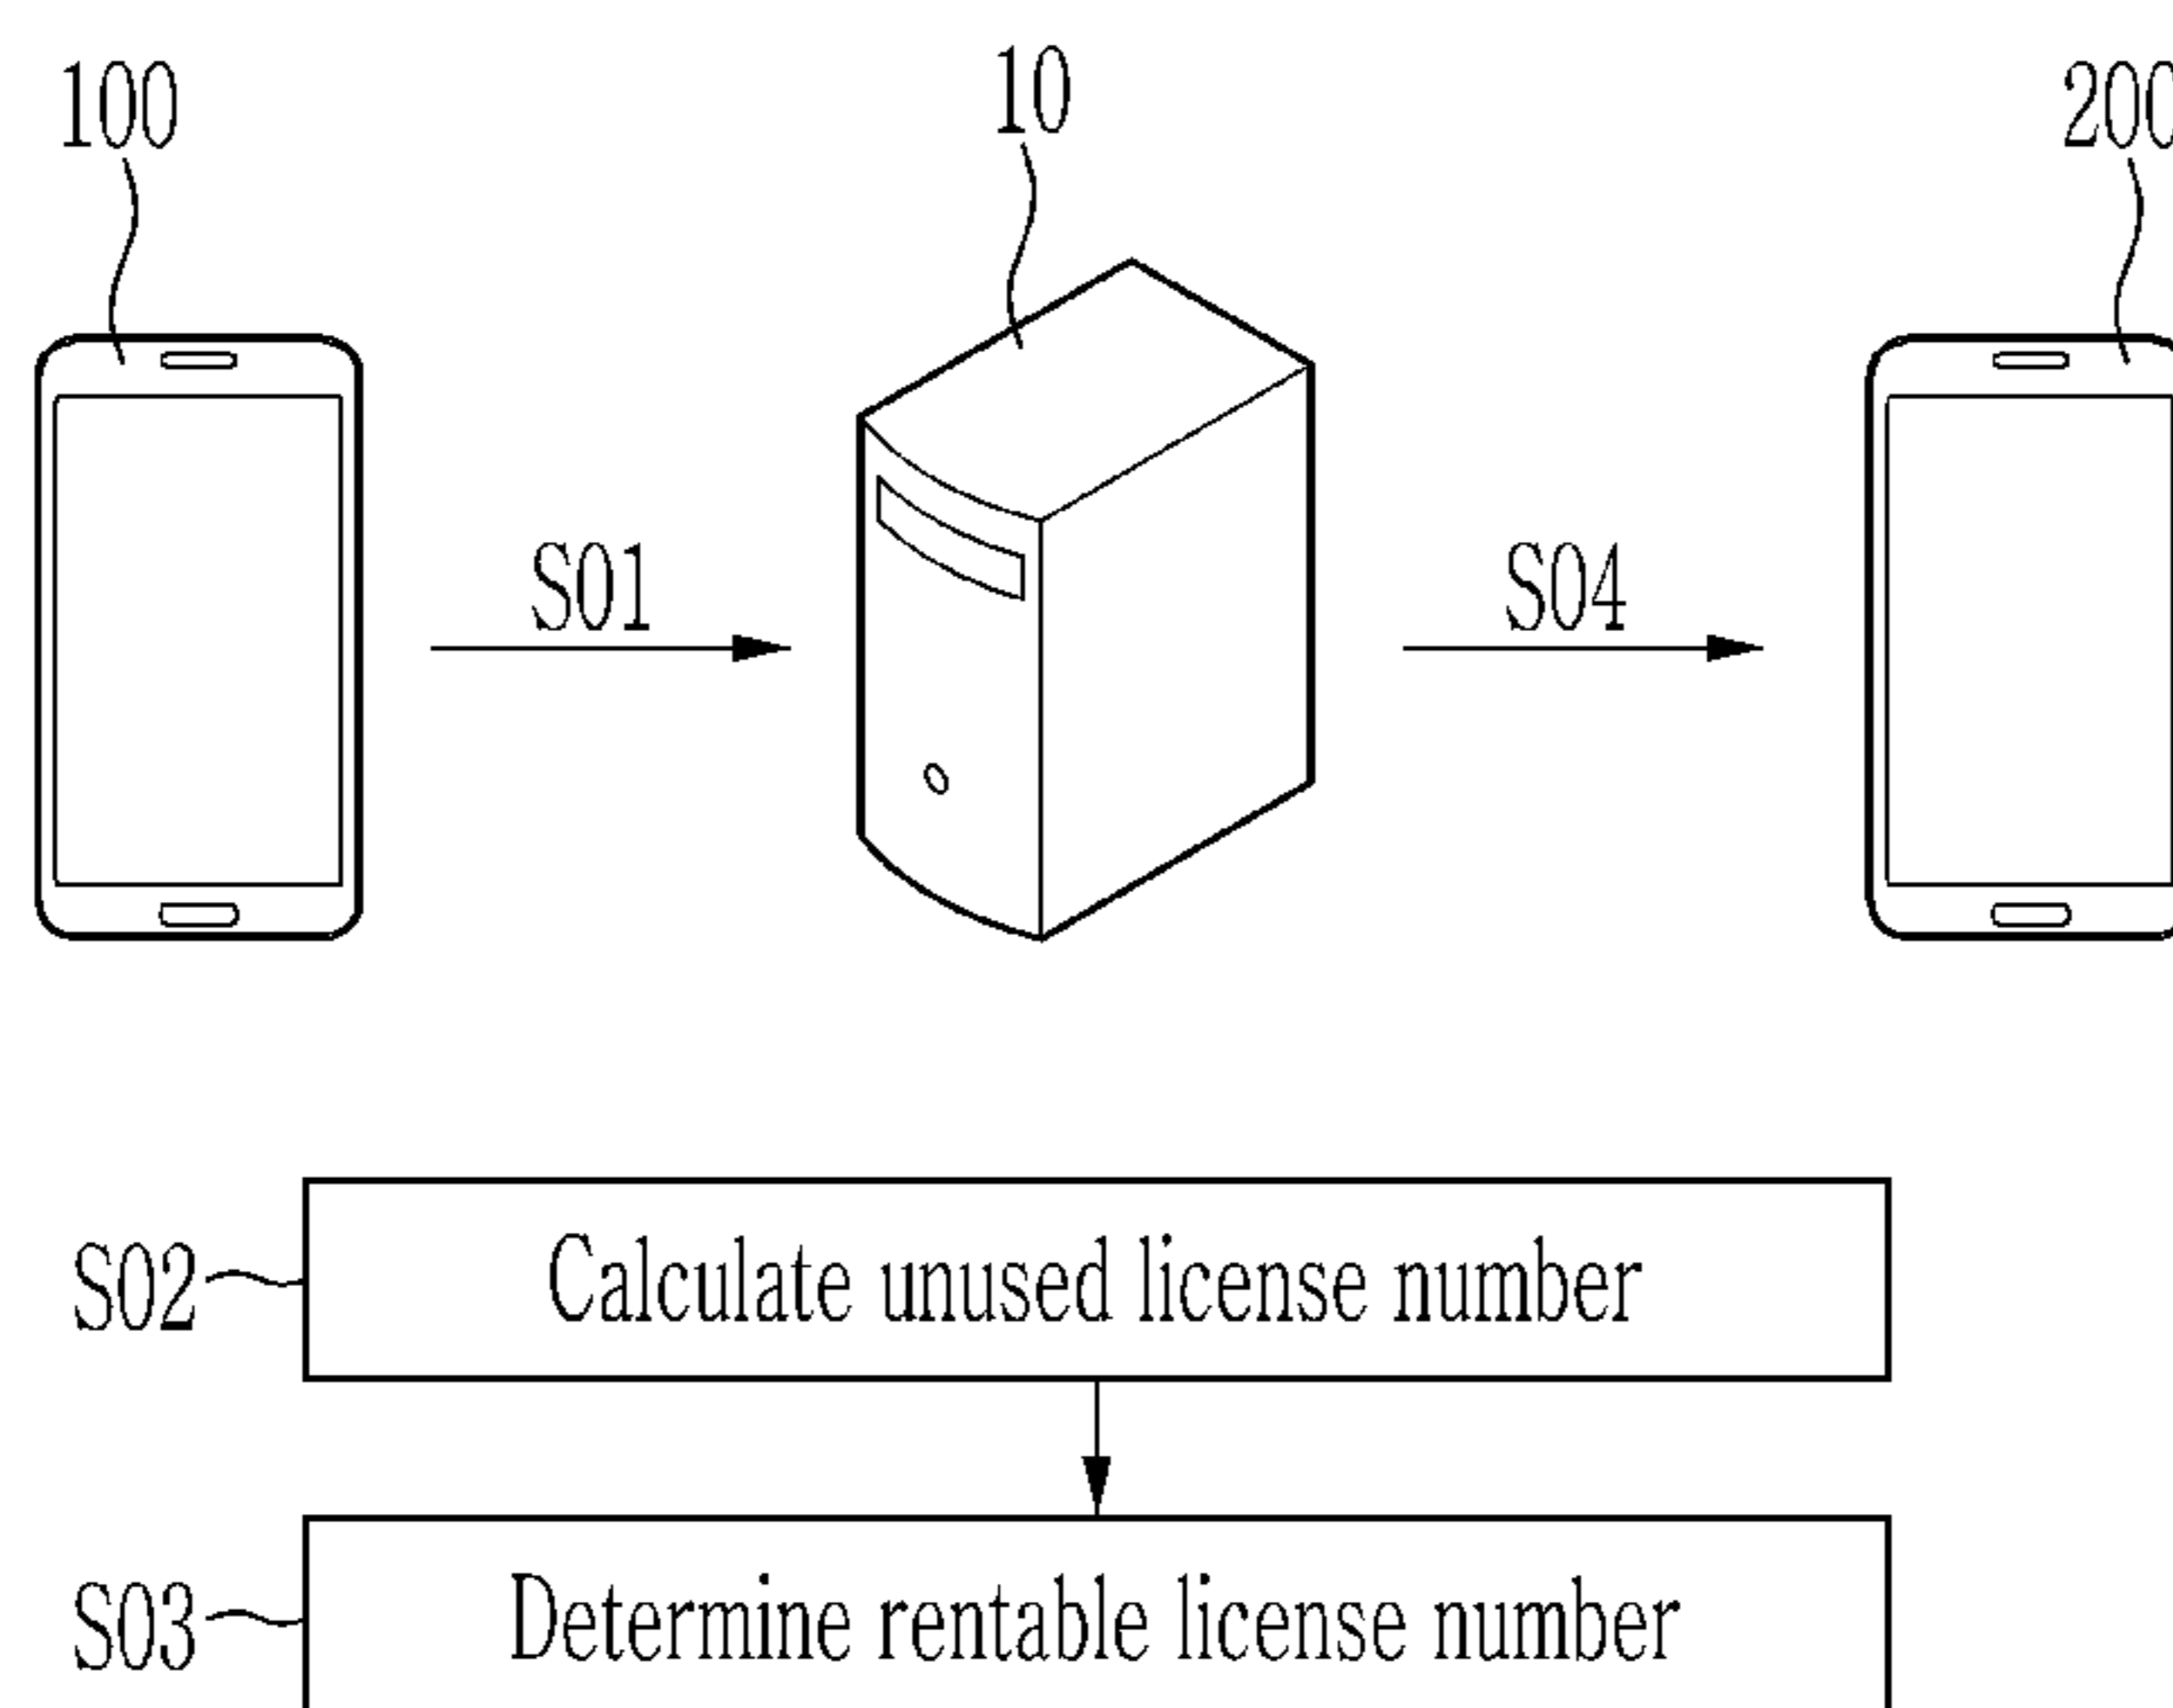 100
10
200
S01
S04
S02
Calculate unused license number
S03
Determine rentable license number